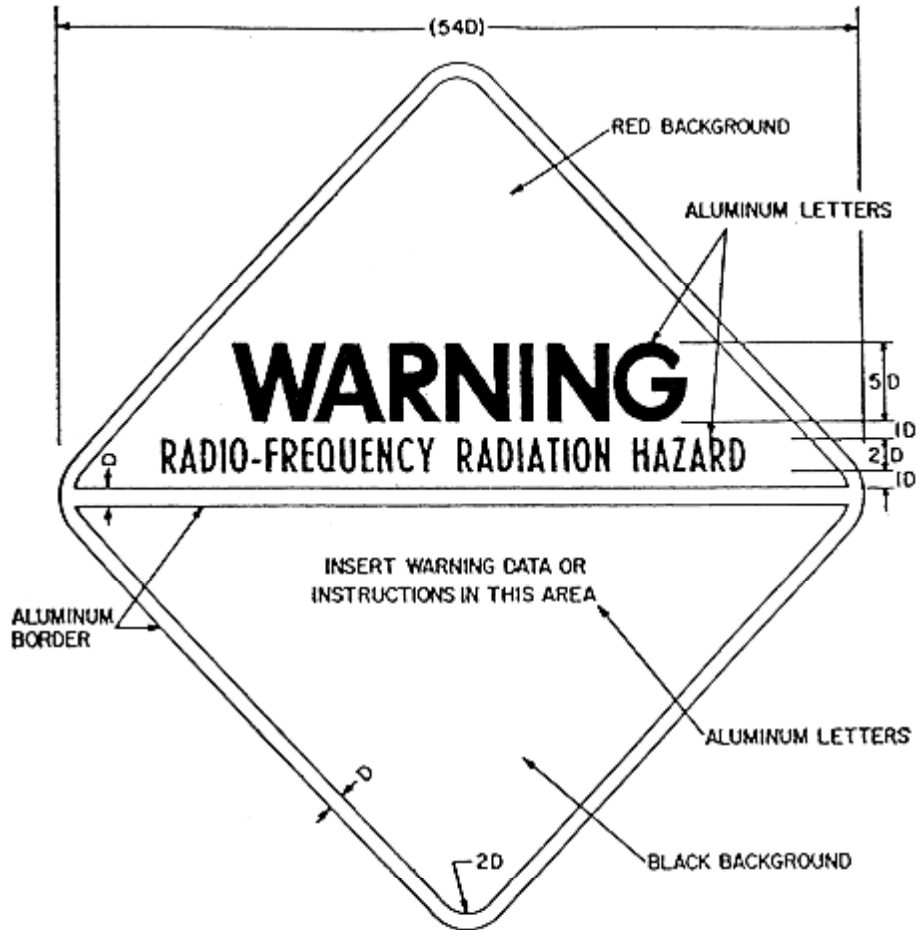 (54D)
RED BACKGROUND
ALUMINUM LETTERS
WARNING
5D
1D
RADIO-FREQUENCY RADIATION HAZARD
2D
1D
D
INSERT WARNING DATA OR
INSTRUCTIONS IN THIS AREA
ALUMINUM
BORDER
ALUMINUM LETTERS
D
2D
BLACK BACKGROUND